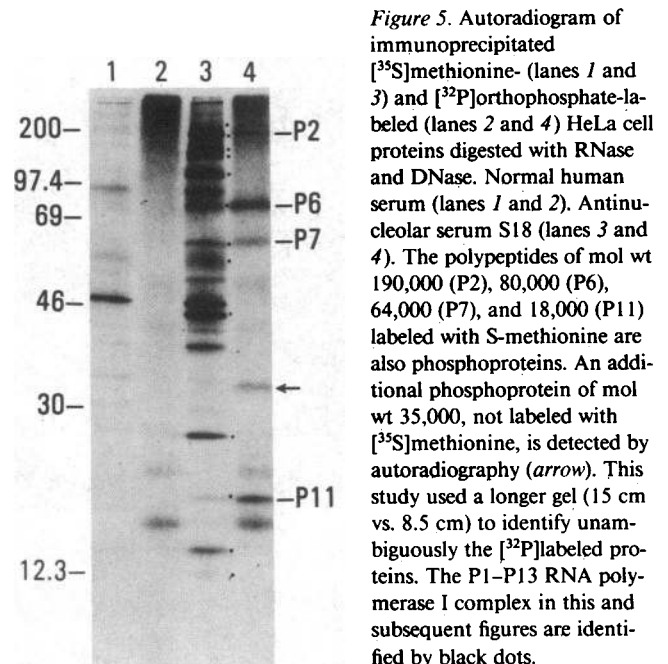 1 2 3 4
200–
97.4–
69–
46–
30–
12.3–
–P2
–P6
–P7
←
–P11
Figure 5. Autoradiogram of
immunoprecipitated
[³⁵S]methionine- (lanes 1 and
3) and [³²P]orthophosphate-la-
beled (lanes 2 and 4) HeLa cell
proteins digested with RNase
and DNase. Normal human
serum (lanes 1 and 2). Antinu-
cleolar serum S18 (lanes 3 and
4). The polypeptides of mol wt
190,000 (P2), 80,000 (P6),
64,000 (P7), and 18,000 (P11)
labeled with S-methionine are
also phosphoproteins. An addi-
tional phosphoprotein of mol
wt 35,000, not labeled with
[³⁵S]methionine, is detected by
autoradiography (arrow). This
study used a longer gel (15 cm
vs. 8.5 cm) to identify unam-
biguously the [³²P]labeled pro-
teins. The P1–P13 RNA poly-
merase I complex in this and
subsequent figures are identi-
fied by black dots.